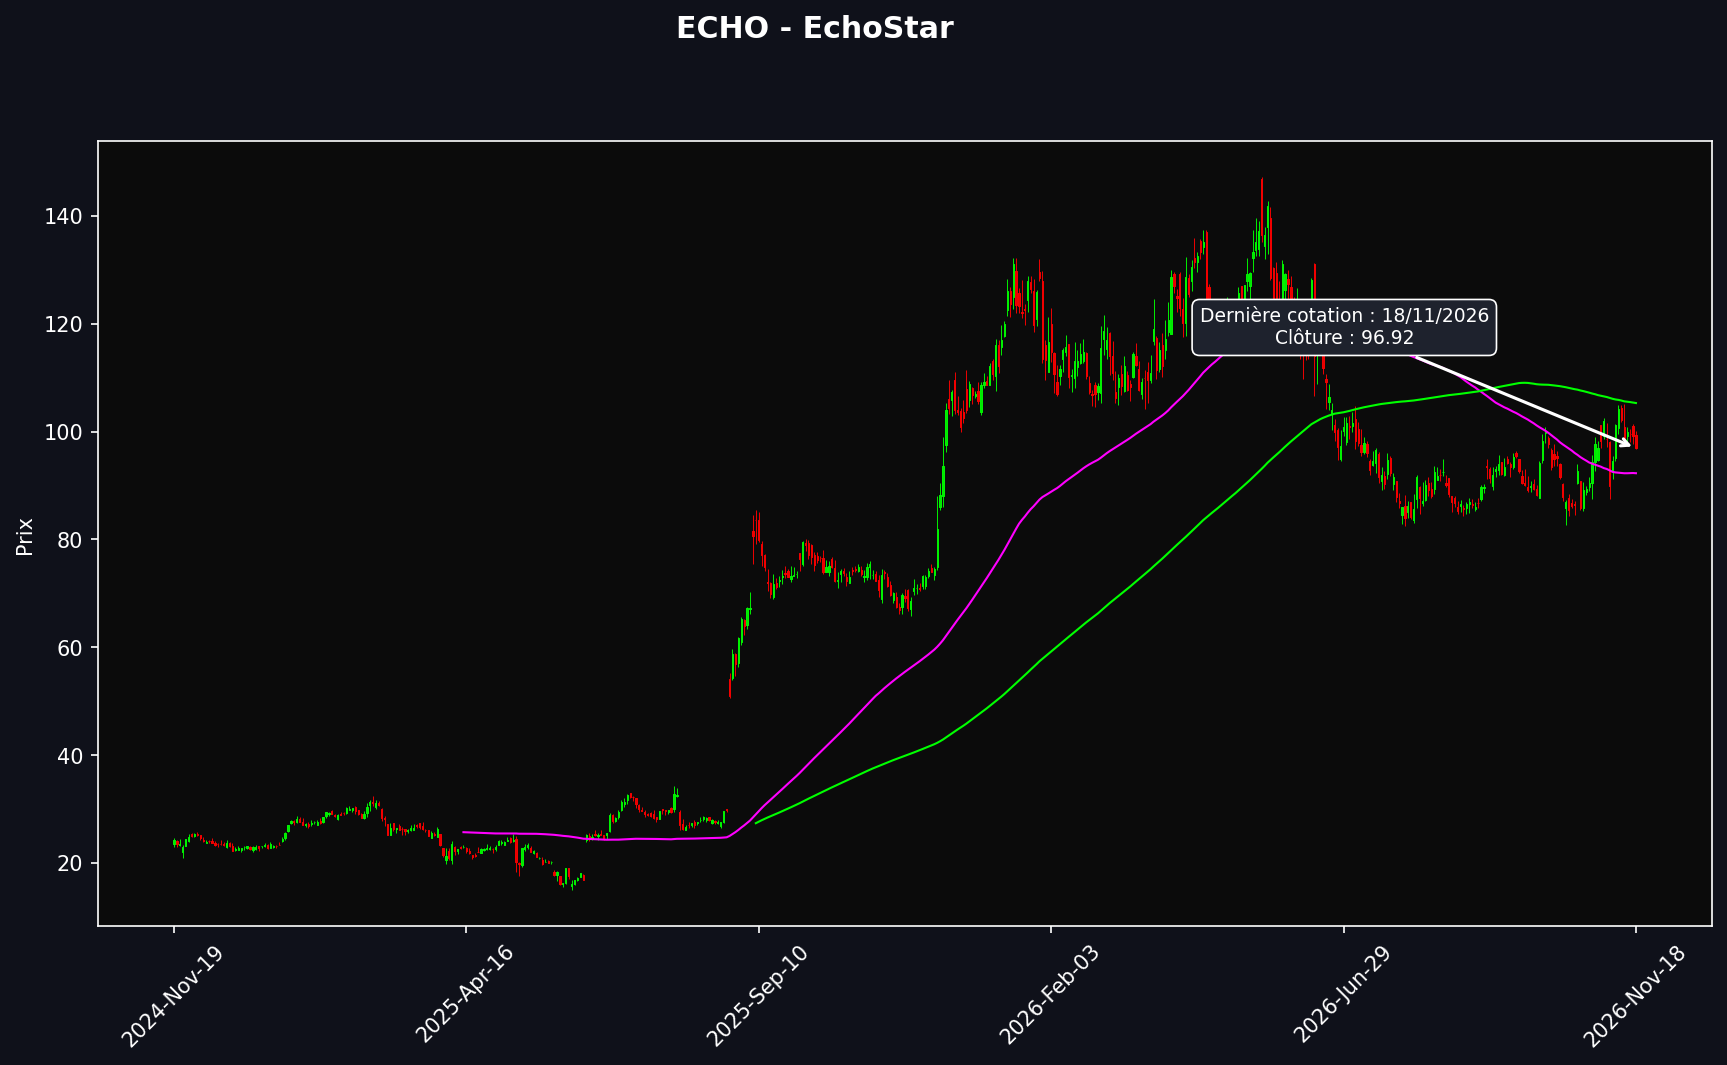 ECHO - EchoStar
Dernière cotation : 18/11/2026
Clôture : 96.92
Prix
140
120
100
80
60
40
20
2024-Nov-19
2025-Apr-16
2025-Sep-10
2026-Feb-03
2026-Jun-29
2026-Nov-18